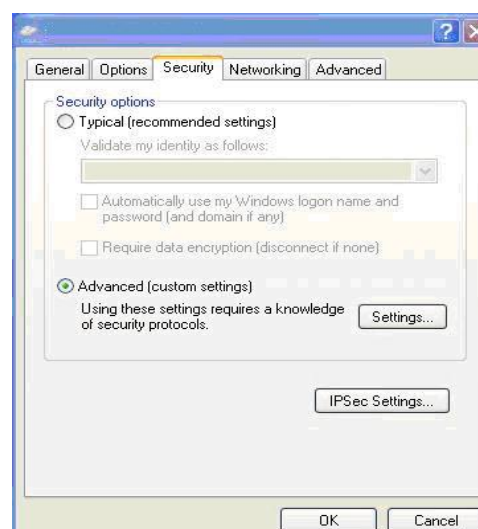 General Options Security Networking Advanced
Security options
Typical (recommended settings)
Validate my identity as follows:
Automatically use my Windows logon name and
password (and domain if any)
Require data encryption (disconnect if none)
Advanced (custom settings)
Using these settings requires a knowledge
of security protocols.
Settings...
IPSec Settings...
OK Cancel